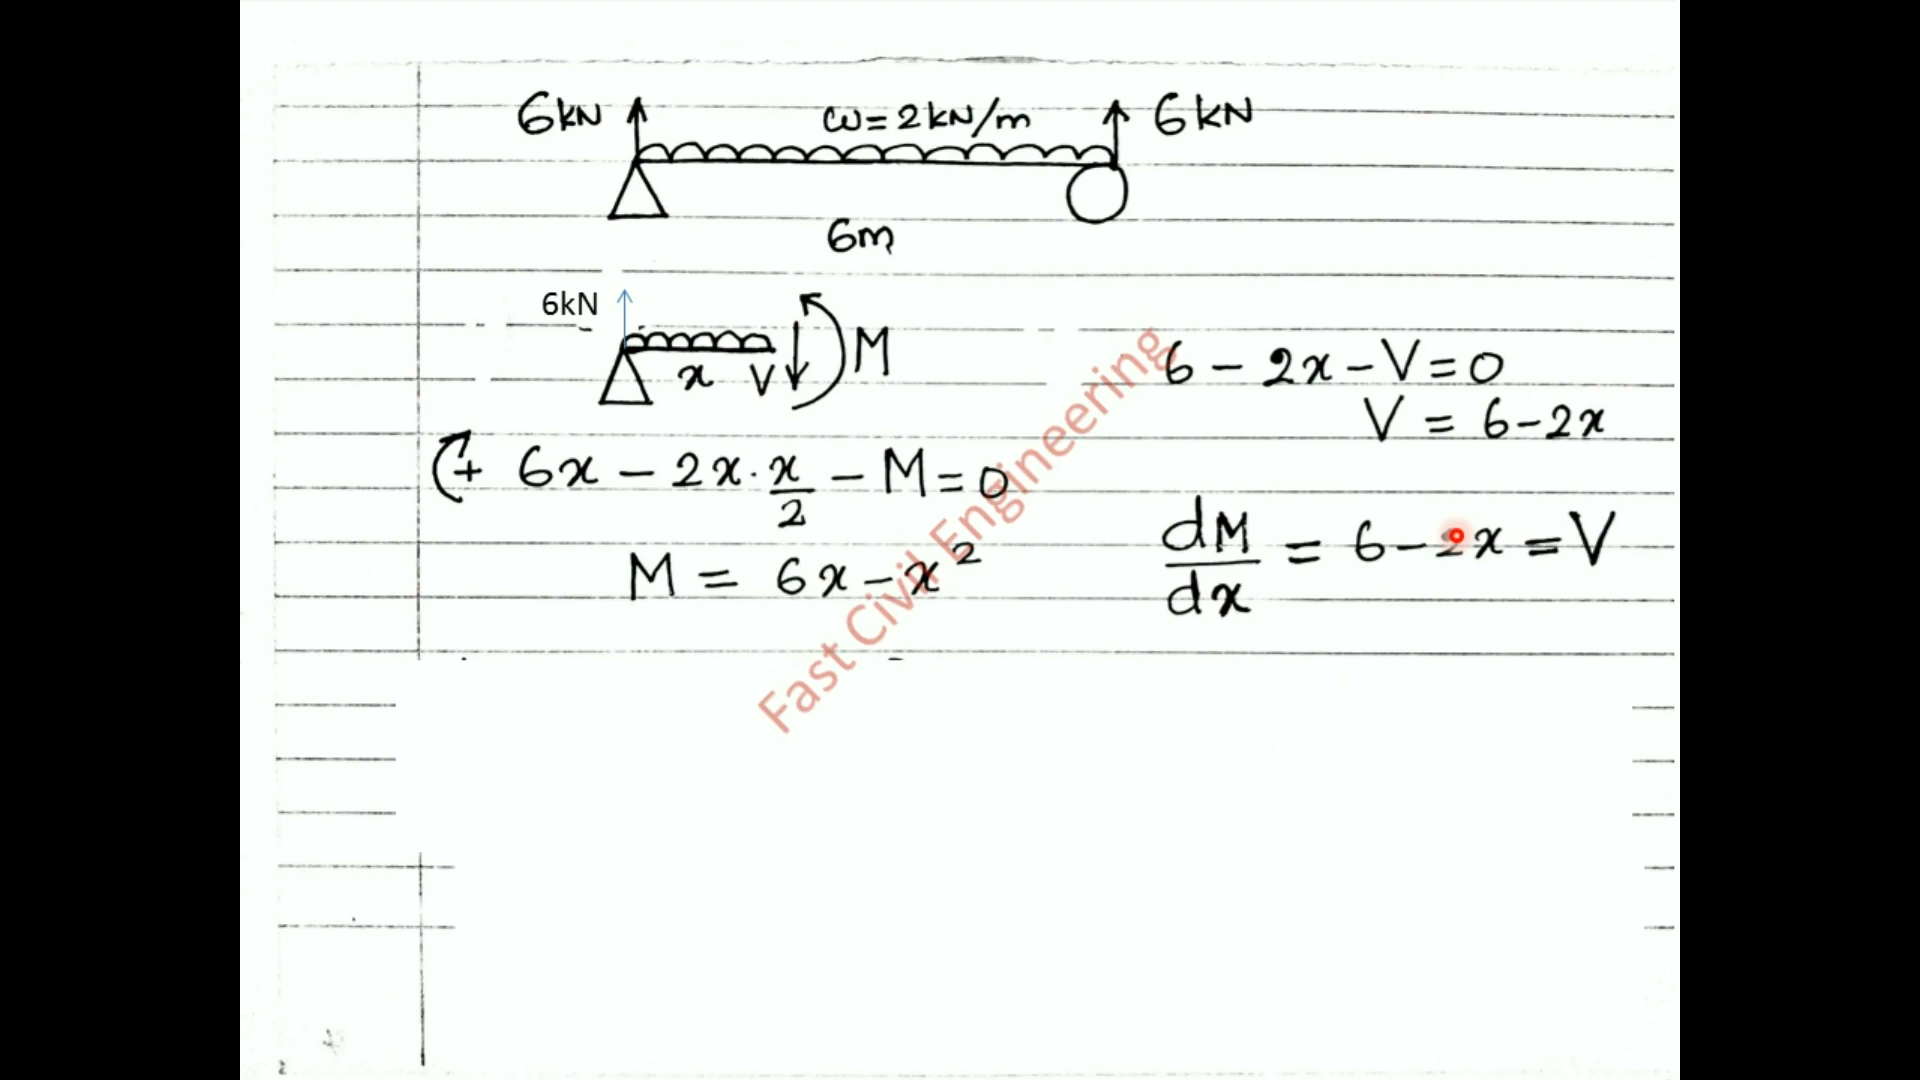 6kN ω=2kN/m 6kN
6m
6kN
x V M
6 - 2x - V = 0
V = 6 - 2x
+ 6x - 2x · x/2 - M = 0
M = 6x - x²
dM/dx = 6 - 2x = V
Fast Civil Engineering